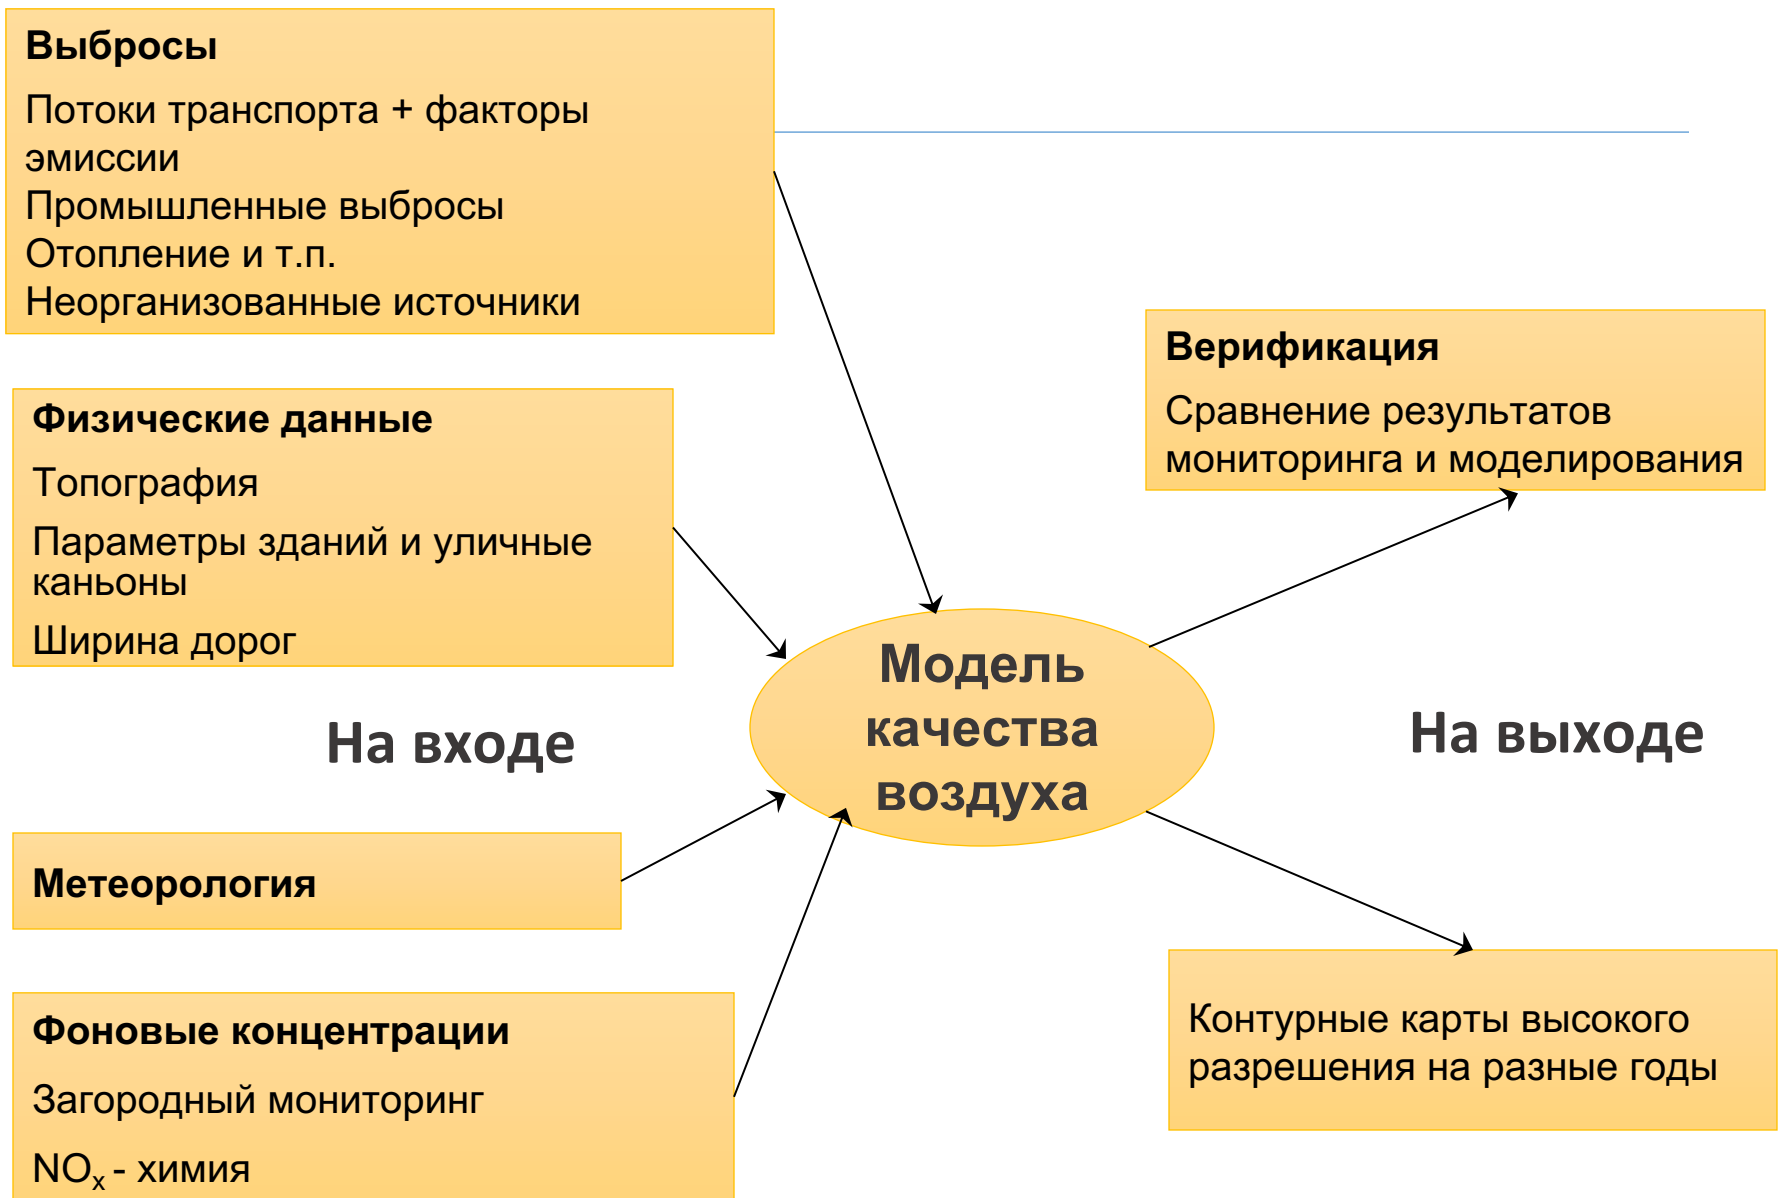 Выбросы
Потоки транспорта + факторы
эмиссии
Промышленные выбросы
Отопление и т.п.
Неорганизованные источники
Физические данные
Топография
Параметры зданий и уличные
каньоны
Ширина дорог
На входе
Метеорология
Фоновые концентрации
Загородный мониторинг
NOx - химия
Модель
качества
воздуха
Верификация
Сравнение результатов
мониторинга и моделирования
На выходе
Контурные карты высокого
разрешения на разные годы